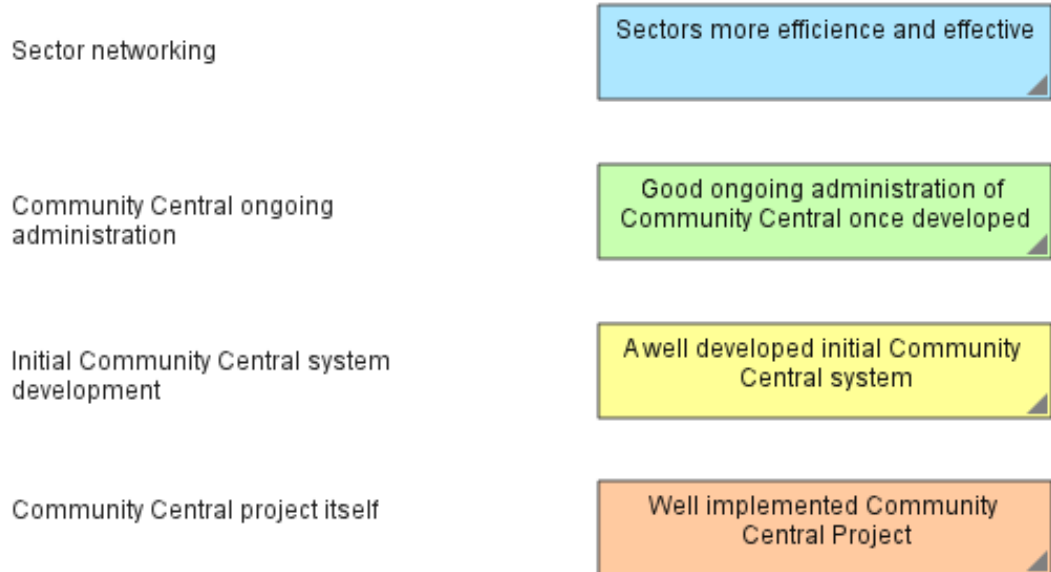 Sector networking
Sectors more efficience and effective
Community Central ongoing
administration
Good ongoing administration of
Community Central once developed
Initial Community Central system
development
A well developed initial Community
Central system
Community Central project itself
Well implemented Community
Central Project